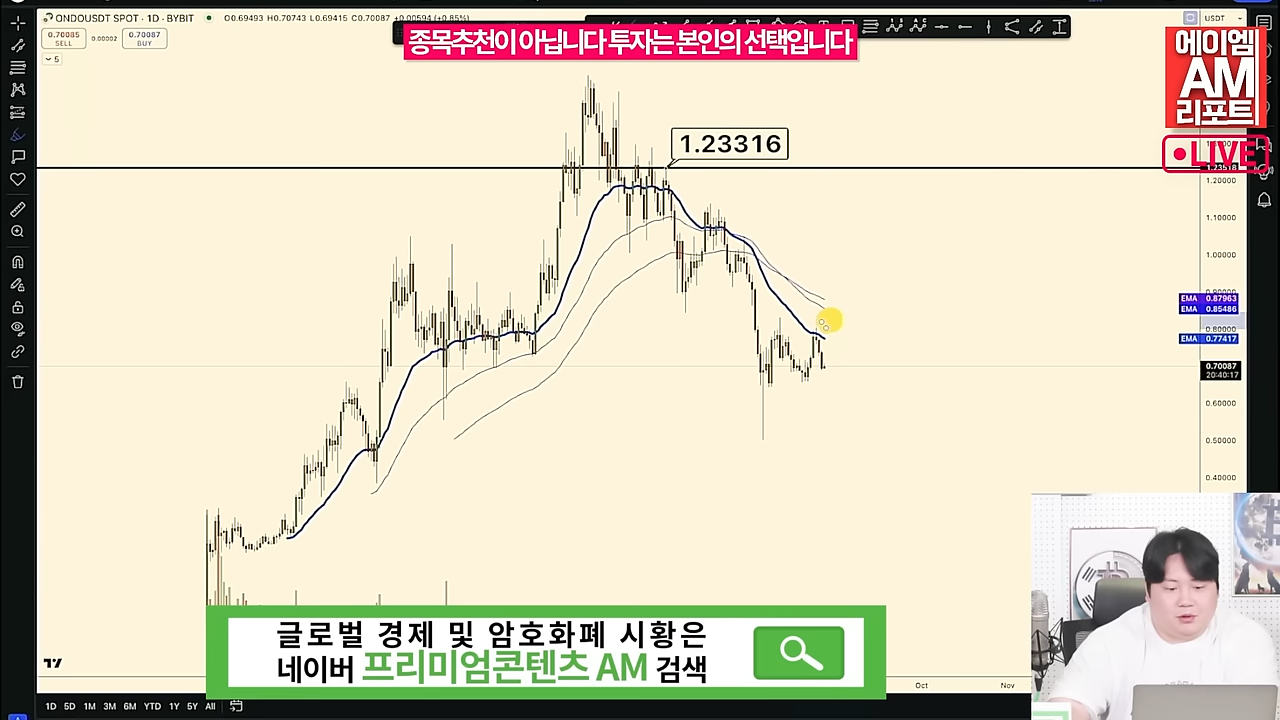 ONDOUSDT SPOT · 1D · BYBIT
O0.69493 H0.70743 L0.69415 C0.70087 +0.00594 (+0.85%)
USDT
0.70085
SELL
0.00002
0.70087
BUY
5
종목추천이 아닙니다 투자는 본인의 선택입니다
에이엠
AM
리포트
LIVE
1.23316
1.20000
1.10000
1.00000
EMA 0.87963
EMA 0.85486
0.80000
EMA 0.77417
0.70087
20:40:17
0.60000
0.50000
0.40000
글로벌 경제 및 암호화폐 시황은
네이버 프리미엄콘텐츠 AM 검색
Oct
Nov
1D 5D 1M 3M 6M YTD 1Y 5Y All